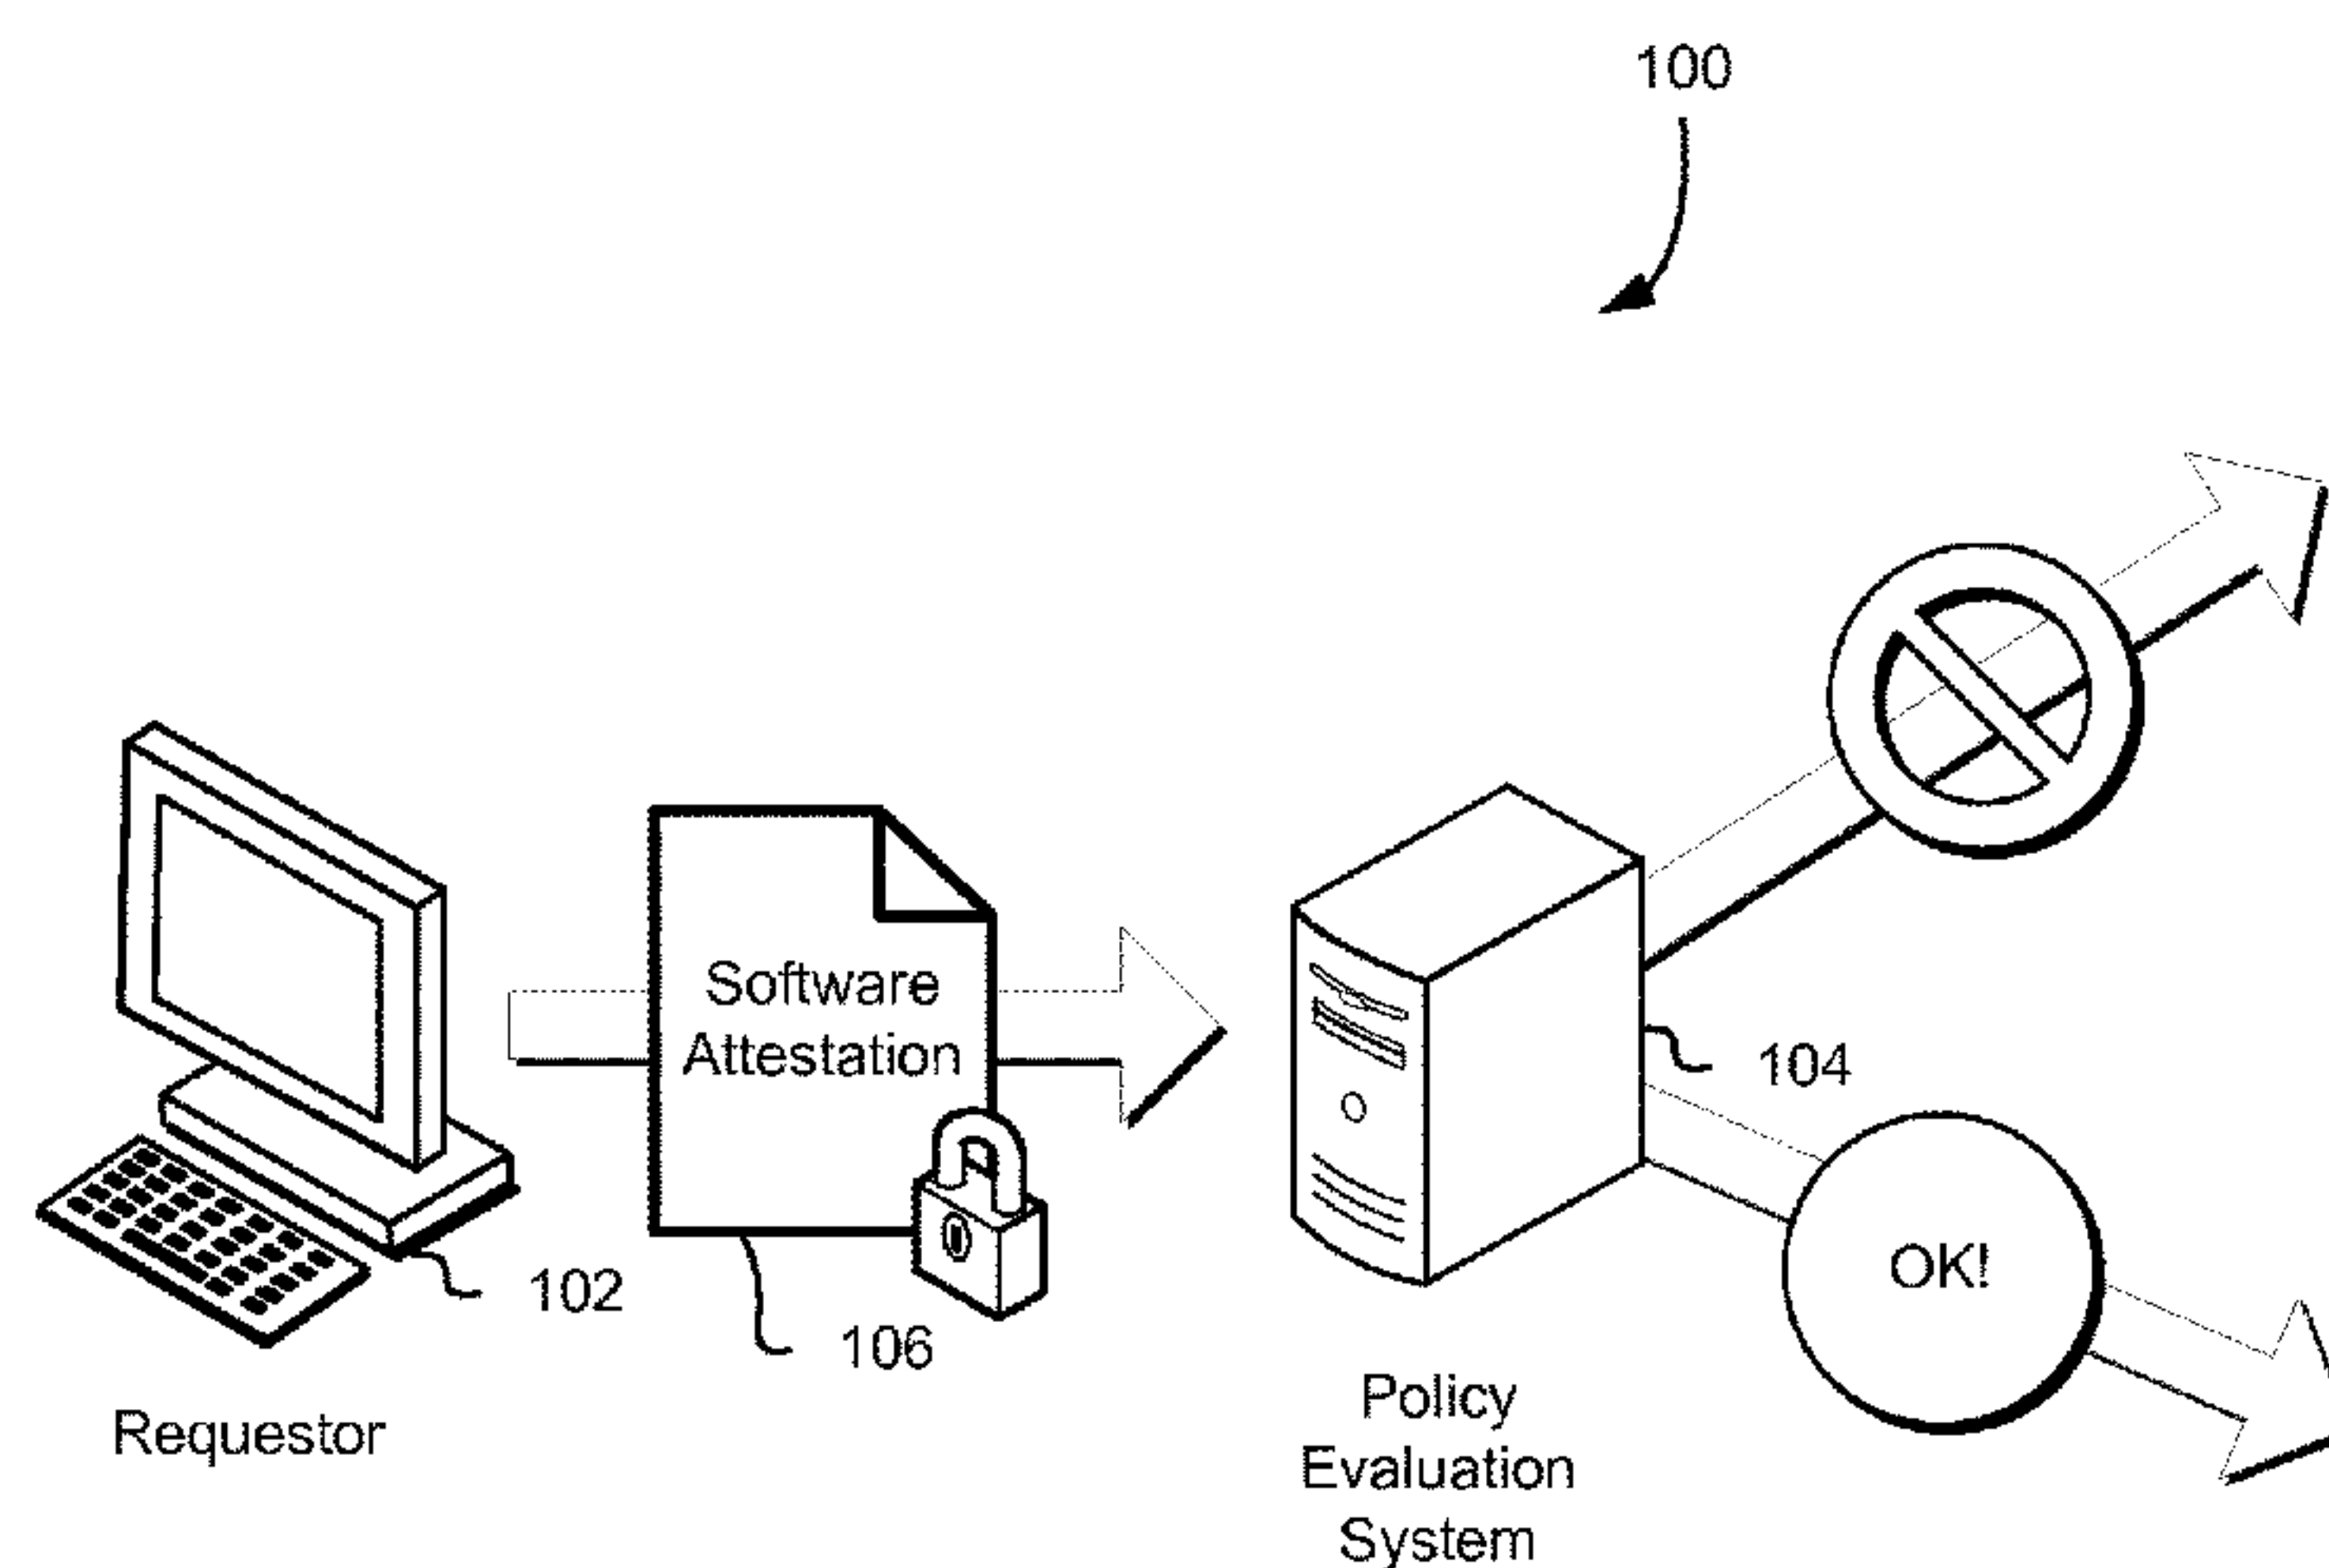 100
Software
Attestation
104
OK!
102
106
Requestor
Policy
Evaluation
System